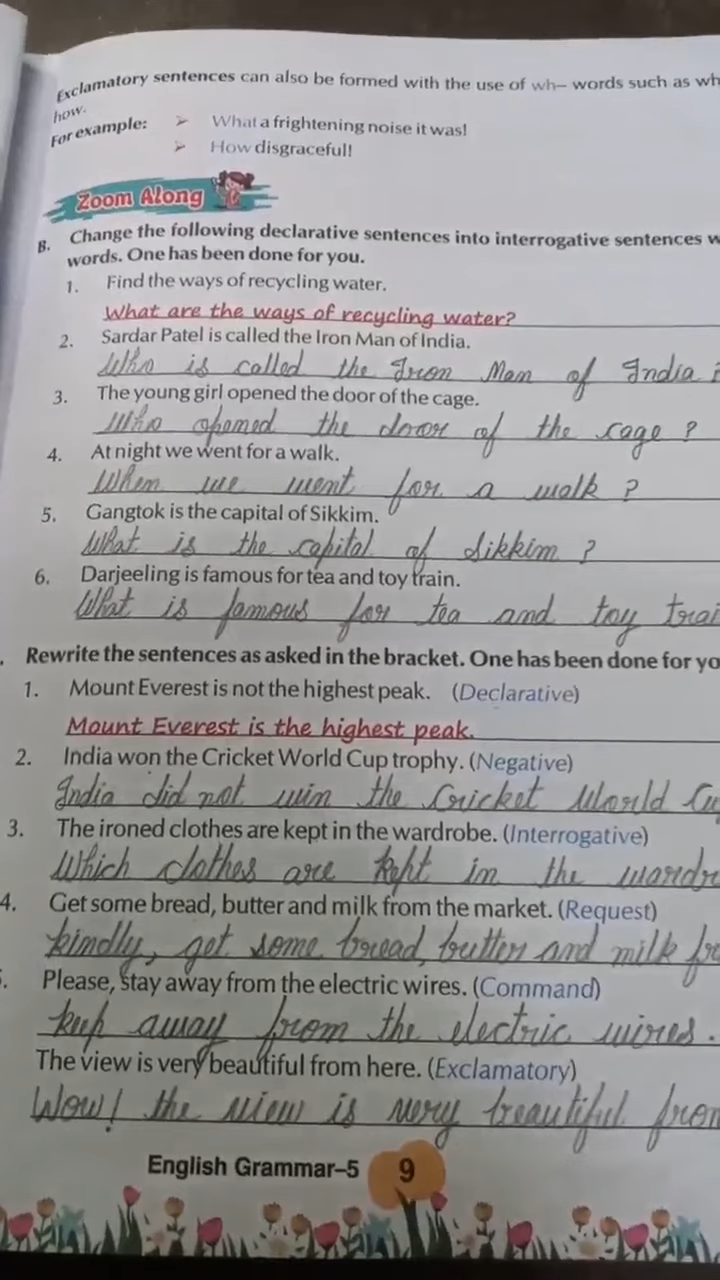 Exclamatory sentences can also be formed with the use of wh– words such as wh
how.
For example: ➢ What a frightening noise it was!
➢ How disgraceful!
Zoom Along
B. Change the following declarative sentences into interrogative sentences w
words. One has been done for you.
1. Find the ways of recycling water.
What are the ways of recycling water?
2. Sardar Patel is called the Iron Man of India.
Who is called the Iron Man of India
3. The young girl opened the door of the cage.
Who opened the door of the cage ?
4. At night we went for a walk.
When we went for a walk ?
5. Gangtok is the capital of Sikkim.
What is the capital of Sikkim ?
6. Darjeeling is famous for tea and toy train.
What is famous for tea and toy trai
. Rewrite the sentences as asked in the bracket. One has been done for yo
1. Mount Everest is not the highest peak. (Declarative)
Mount Everest is the highest peak.
2. India won the Cricket World Cup trophy. (Negative)
India did not win the Cricket World Cup
3. The ironed clothes are kept in the wardrobe. (Interrogative)
Which clothes are kept in the wardr
4. Get some bread, butter and milk from the market. (Request)
kindly, get some bread, butter and milk fro
. Please, stay away from the electric wires. (Command)
keep away from the electric wires.
The view is very beautiful from here. (Exclamatory)
Wow! the view is very beautiful from
English Grammar–5 9